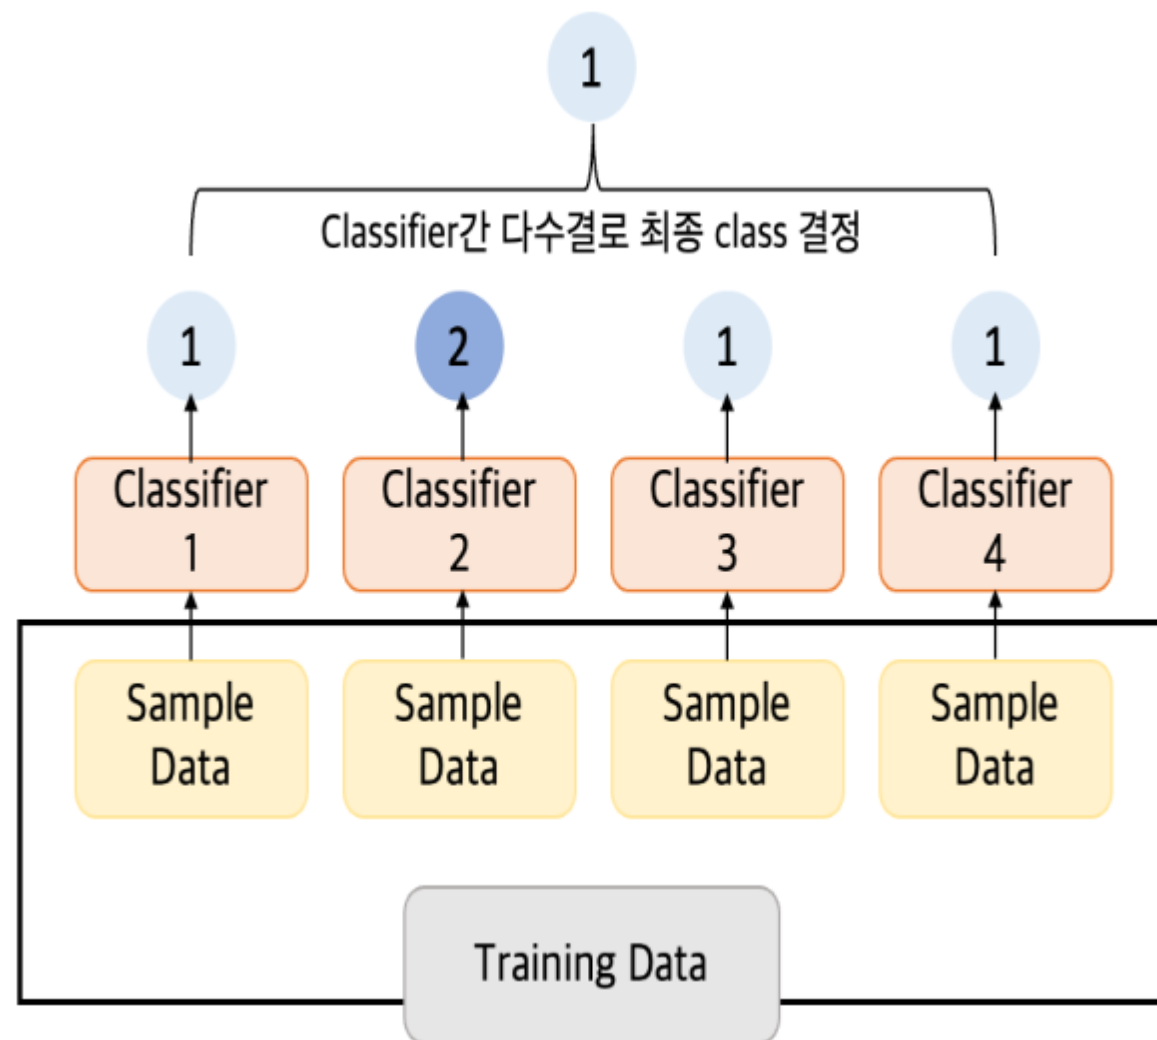 1
Classifier간 다수결로 최종 class 결정
1 2 1 1
Classifier Classifier Classifier Classifier
1 2 3 4
Sample Sample Sample Sample
Data Data Data Data
Training Data